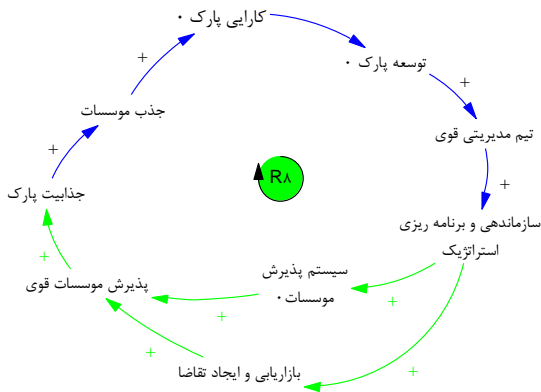 کارایی پارک ۰
توسعه پارک ۰
+
+
جذب موسسات
+
تیم مدیریتی قوی
+
R۸
+
جذابیت پارک
سازماندهی و برنامه ریزی
استراتژیک
+
سیستم پذیرش
موسسات ۰
پذیرش موسسات قوی
+
+
+
بازاریابی و ایجاد تقاضا
+